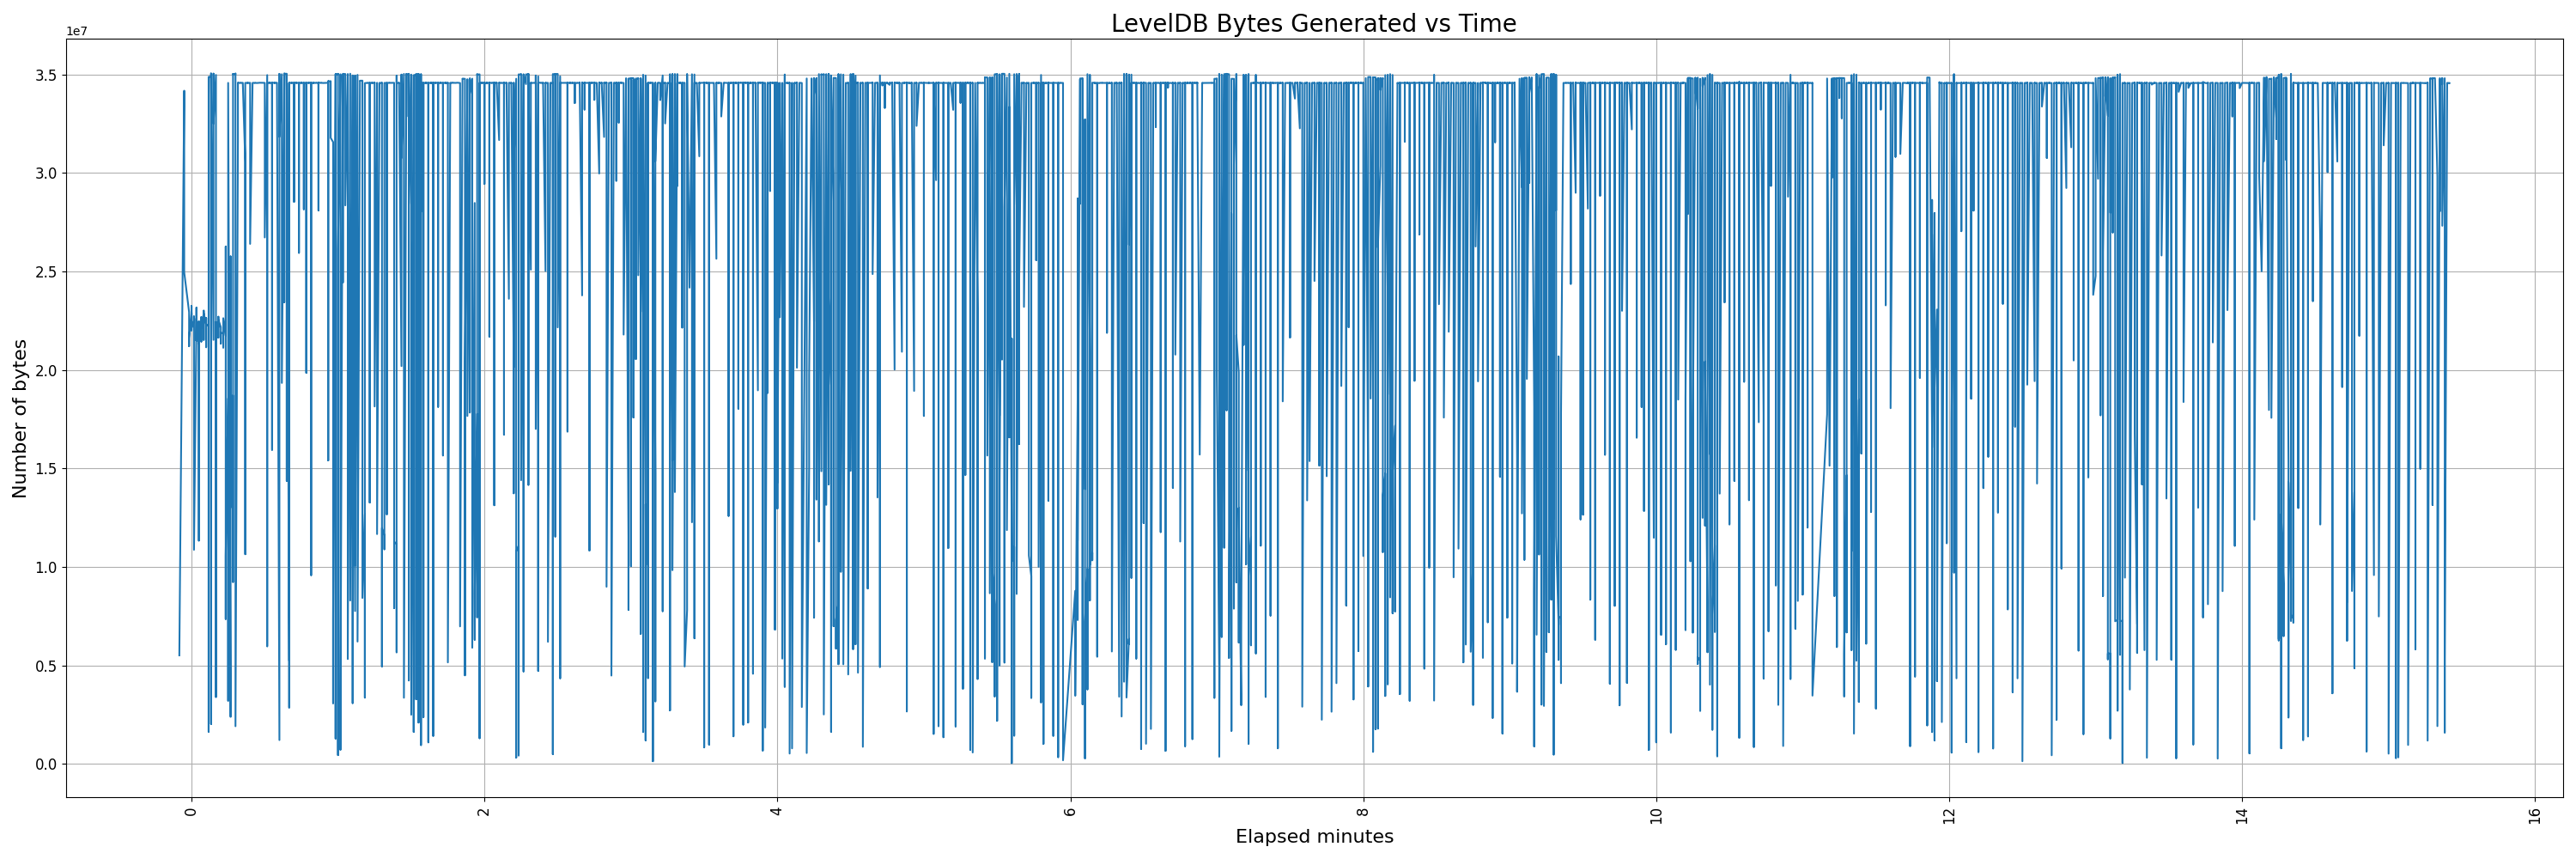 LevelDB Bytes Generated vs Time
1e7
3.5
3.0
2.5
2.0
1.5
1.0
0.5
0.0
Number of bytes
0 2 4 6 8 10 12 14 16
Elapsed minutes